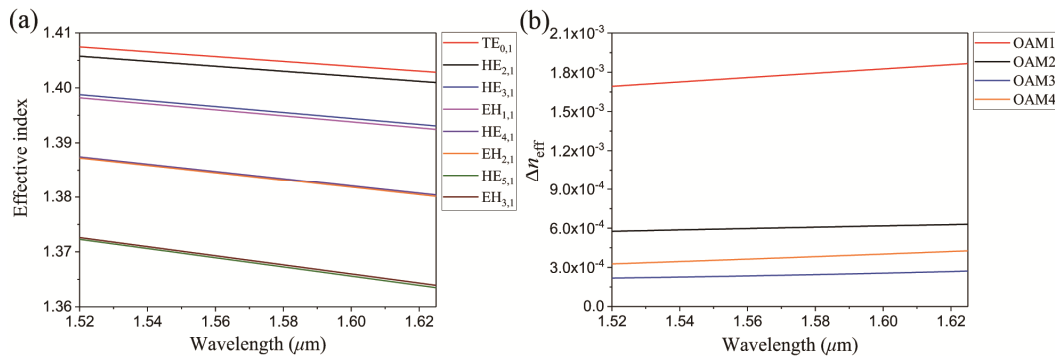 (a)
Effective index
1.41
1.40
1.39
1.38
1.37
1.36
1.52 1.54 1.56 1.58 1.60 1.62
Wavelength (μm)
TE0,1
HE2,1
HE3,1
EH1,1
HE4,1
EH2,1
HE5,1
EH3,1
(b)
Δneff
2.1x10-3
1.8x10-3
1.5x10-3
1.2x10-3
9.0x10-4
6.0x10-4
3.0x10-4
0.0
1.52 1.54 1.56 1.58 1.60 1.62
Wavelength (μm)
OAM1
OAM2
OAM3
OAM4